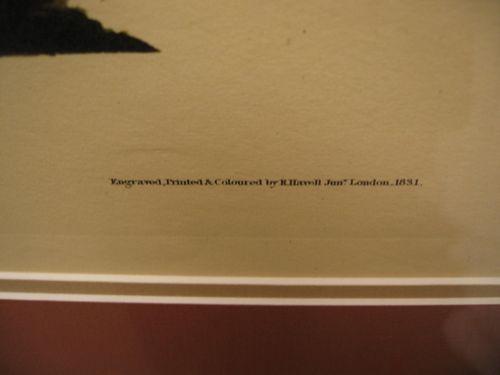 Engraved, Printed & Coloured by R. Havell Junr. London. 1831.